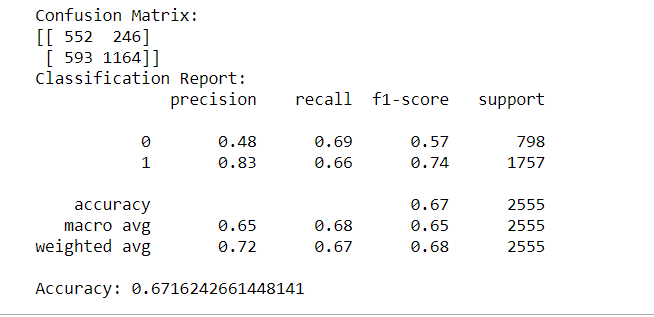 Confusion Matrix:
[[ 552  246]
 [ 593 1164]]
Classification Report:
              precision    recall  f1-score   support

           0       0.48      0.69      0.57       798
           1       0.83      0.66      0.74      1757

    accuracy                           0.67      2555
   macro avg       0.65      0.68      0.65      2555
weighted avg       0.72      0.67      0.68      2555

Accuracy: 0.6716242661448141